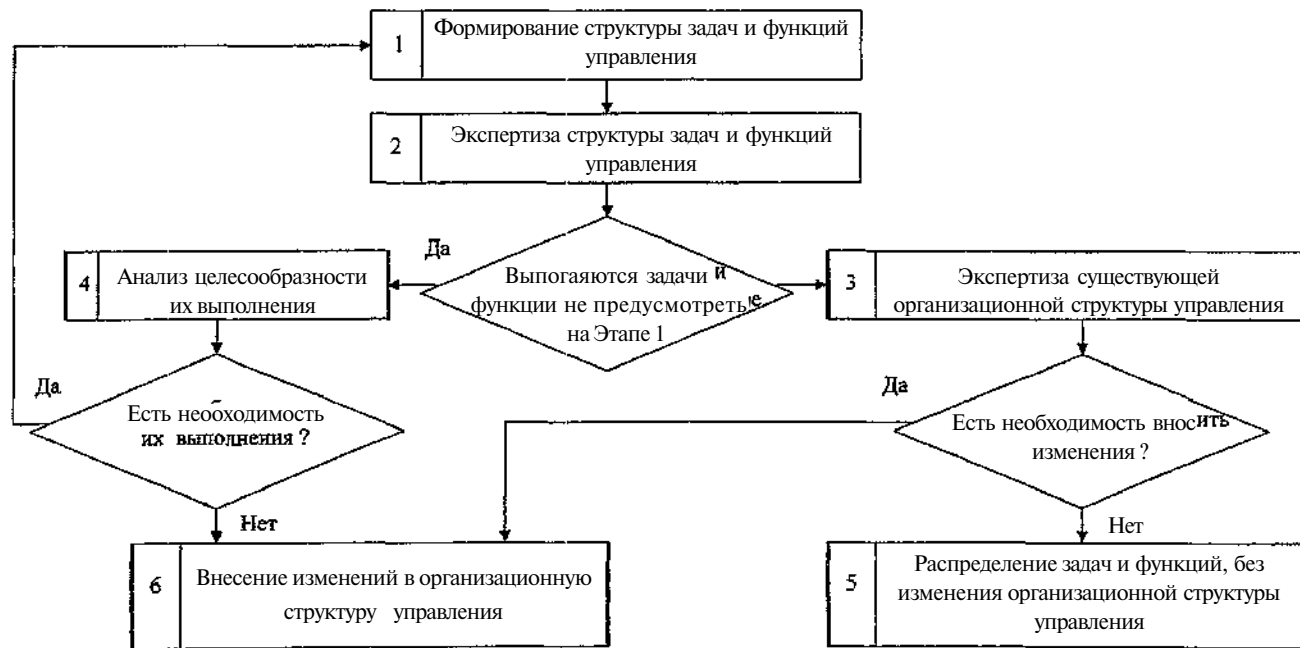 1
Формирование структуры задач и функций
управления
2
Экспертиза структуры задач и функций
управления
Да
Выпогаяются задачи и
функции не предусмотреть ıе.
на Этапе 1
4
Анализ целесообразности
их выполнения
3
Экспертиза существующей
организационной структуры управления
Да
Есть необходимость
их выполнения ?
Да
Есть необходимость вносить
изменения ?
Нет
Нет
6
Внесение изменений в организационную
структуру управления
5
Распределение задач и функций, без
изменения организационной структуры
управления